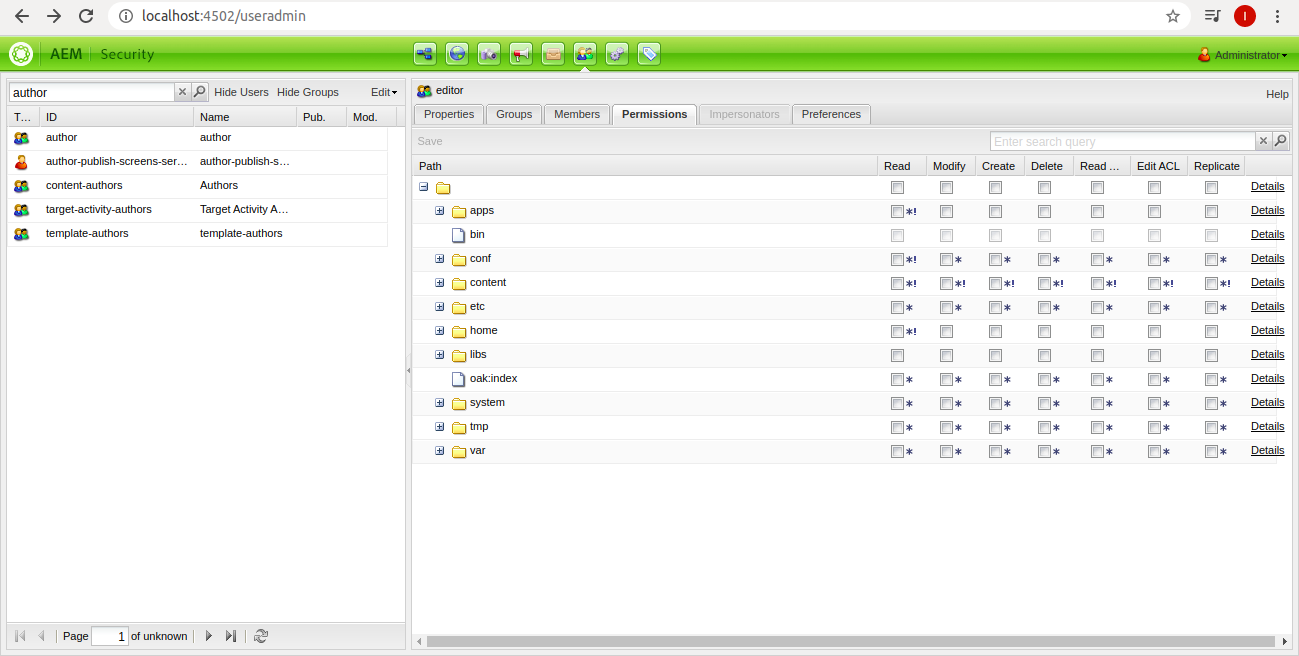 localhost:4502/useradmin
I
AEM Security
Administrator
author Hide Users Hide Groups Edit
T... ID Name Pub. Mod.
author author
author-publish-screens-ser... author-publish-s...
content-authors Authors
target-activity-authors Target Activity A...
template-authors template-authors
Page 1 of unknown
editor
Help
Properties Groups Members Permissions Impersonators Preferences
Save Enter search query
Path Read Modify Create Delete Read ... Edit ACL Replicate
Details
apps *! Details
bin Details
conf *! * * * * * * Details
content *! *! *! *! *! *! *! Details
etc * * * * * * * Details
home *! Details
libs Details
oak:index * * * * * * * Details
system * * * * * * * Details
tmp * * * * * * * Details
var * * * * * * * Details